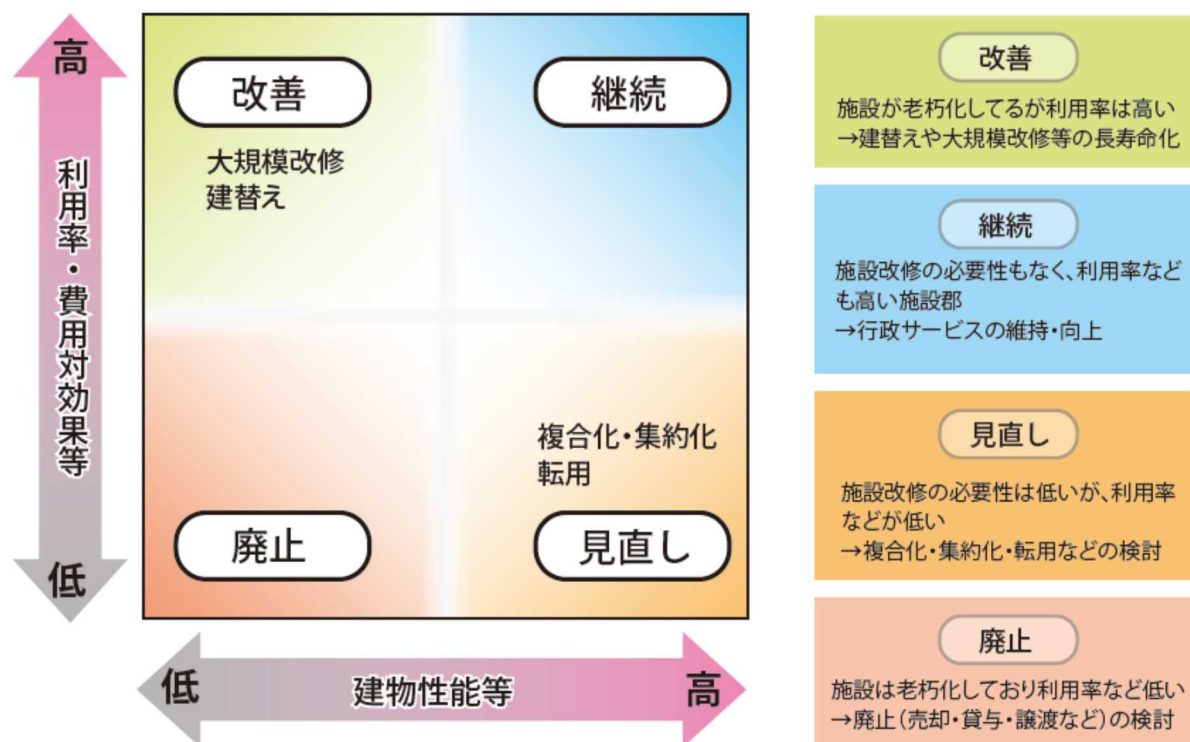 高
利用率・費用対効果等
低
改善
大規模改修
建替え
継続
複合化・集約化
転用
廃止
見直し
低
建物性能等
高
改善
施設が老朽化してるが利用率は高い
→建替えや大規模改修等の長寿命化
継続
施設改修の必要性もなく、利用率など
も高い施設郡
→行政サービスの維持・向上
見直し
施設改修の必要性は低いが、利用率
などが低い
→複合化・集約化・転用などの検討
廃止
施設は老朽化しており利用率など低い
→廃止（売却・貸与・譲渡など）の検討